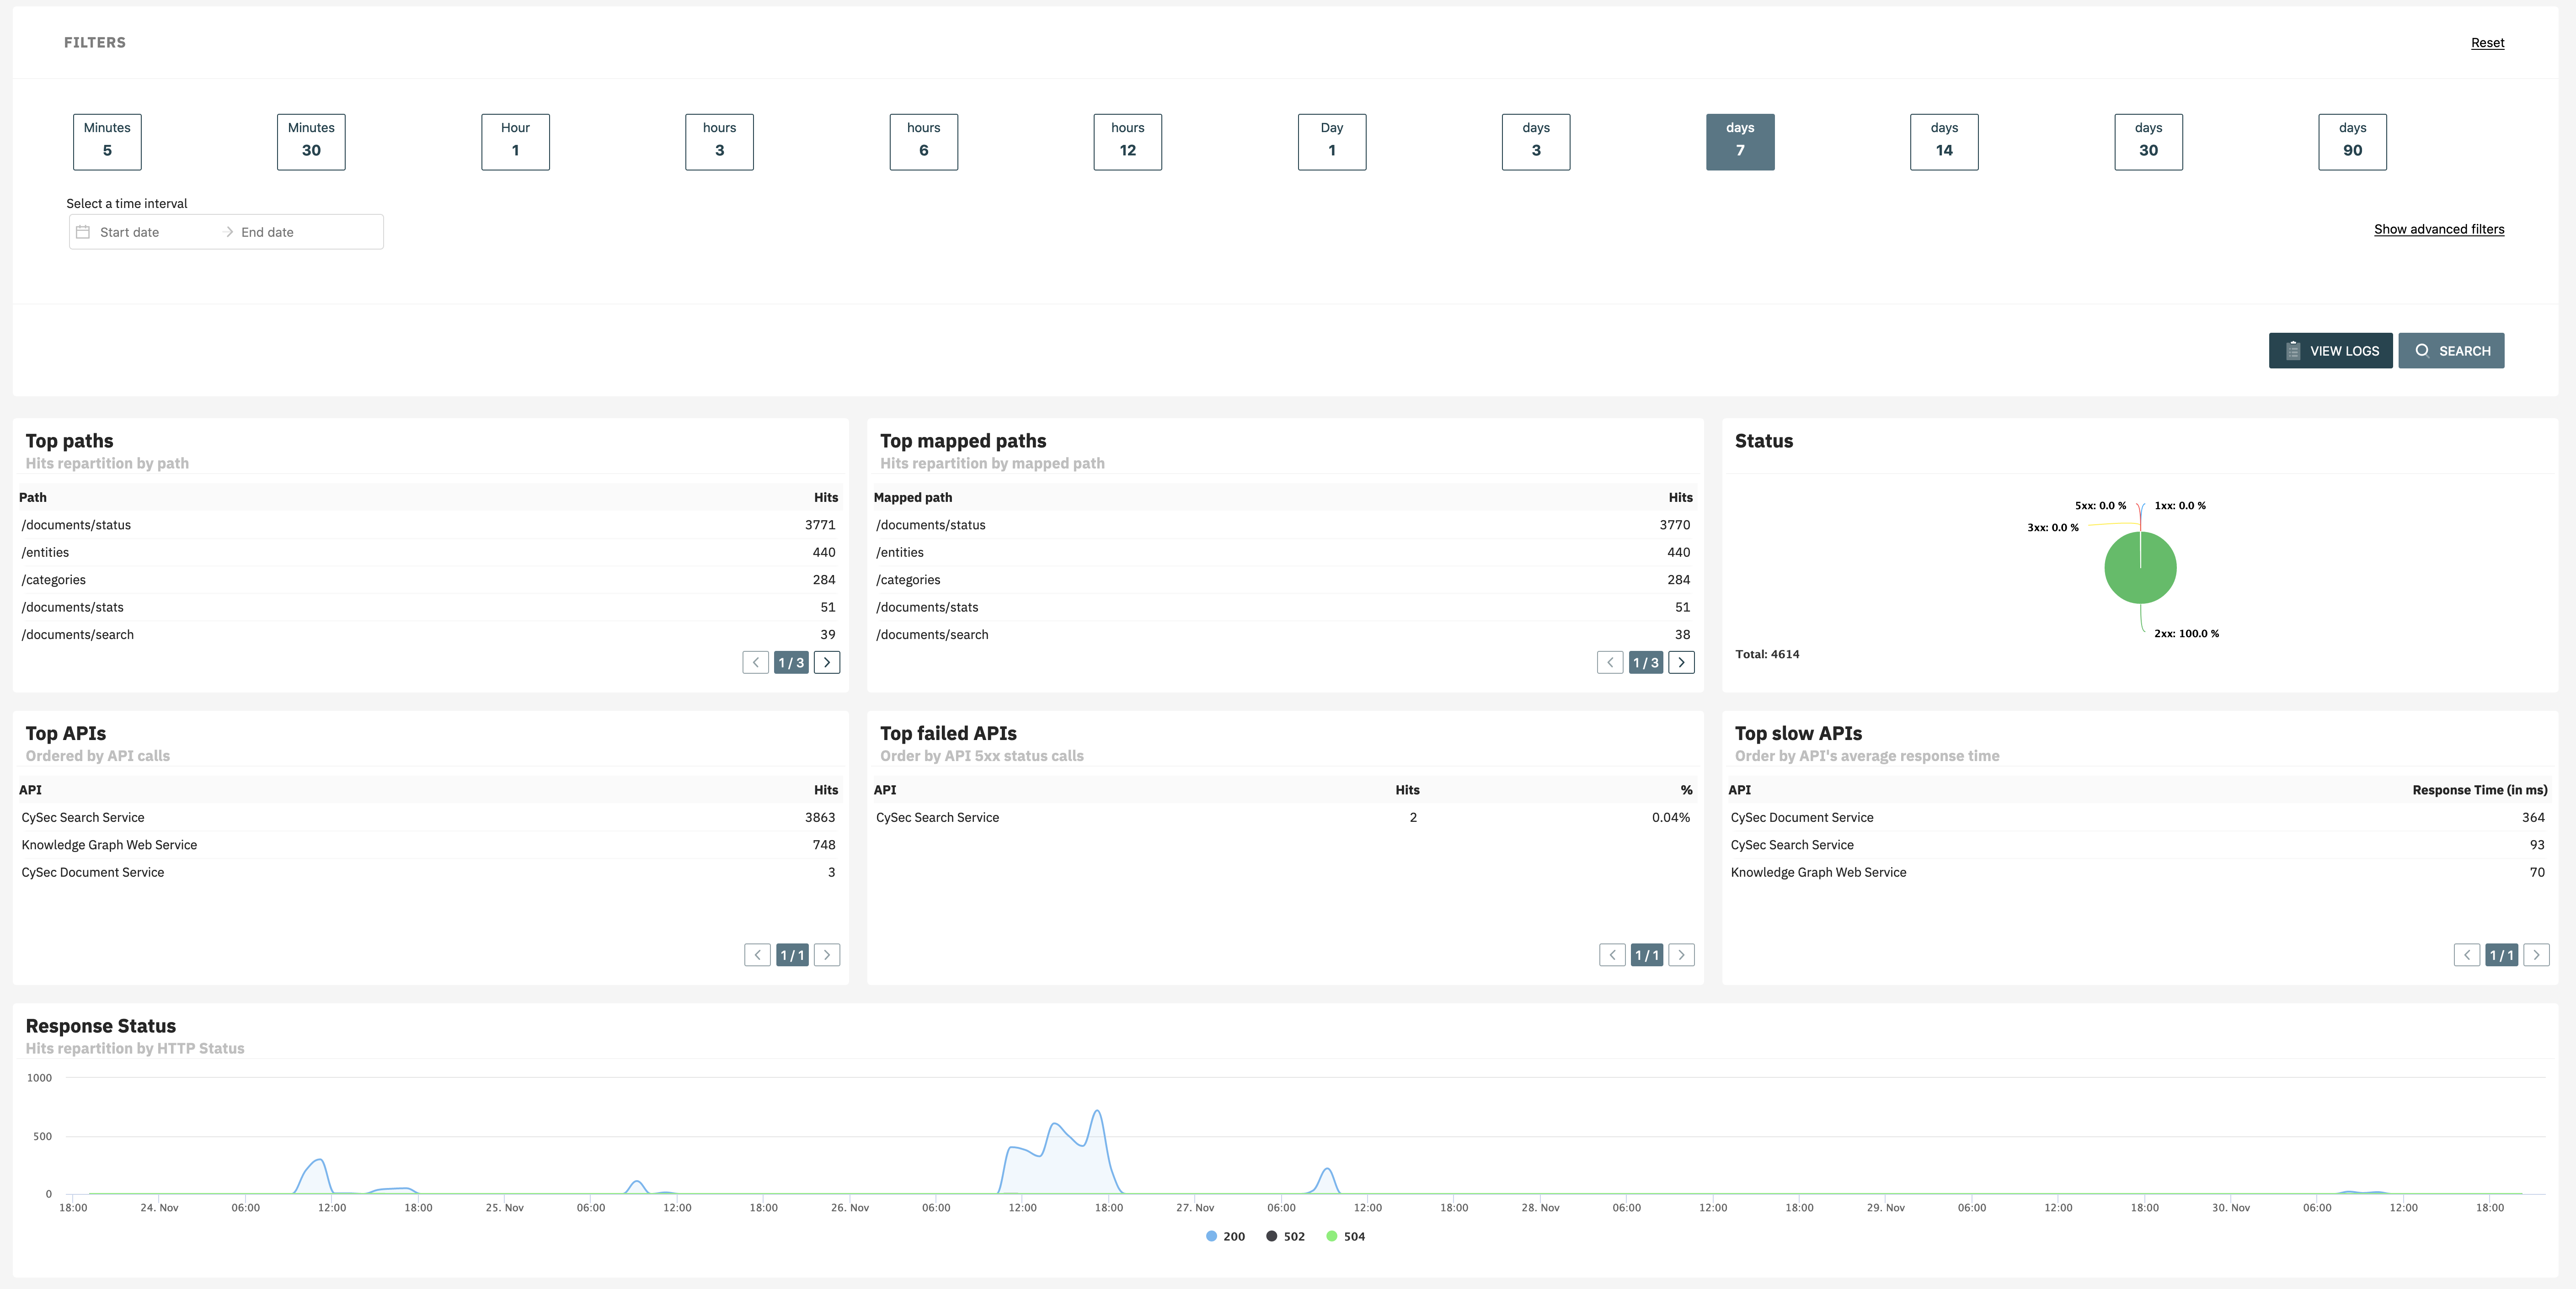 FILTERS
Reset
Minutes 5
Minutes 30
Hour 1
hours 3
hours 6
hours 12
Day 1
days 3
days 7
days 14
days 30
days 90
Select a time interval
Start date
End date
Show advanced filters
VIEW LOGS
SEARCH
Top paths
Hits repartition by path
Path Hits
/documents/status 3771
/entities 440
/categories 284
/documents/stats 51
/documents/search 39
1 / 3
Top mapped paths
Hits repartition by mapped path
Mapped path Hits
/documents/status 3770
/entities 440
/categories 284
/documents/stats 51
/documents/search 38
1 / 3
Status
5xx: 0.0 % 1xx: 0.0 %
3xx: 0.0 %
2xx: 100.0 %
Total: 4614
Top APIs
Ordered by API calls
API Hits
CySec Search Service 3863
Knowledge Graph Web Service 748
CySec Document Service 3
1 / 1
Top failed APIs
Order by API 5xx status calls
API Hits %
CySec Search Service 2 0.04%
1 / 1
Top slow APIs
Order by API's average response time
API Response Time (in ms)
CySec Document Service 364
CySec Search Service 93
Knowledge Graph Web Service 70
1 / 1
Response Status
Hits repartition by HTTP Status
1000
500
0
18:00 24. Nov 06:00 12:00 18:00 25. Nov 06:00 12:00 18:00 26. Nov 06:00 12:00 18:00 27. Nov 06:00 12:00 18:00 28. Nov 06:00 12:00 18:00 29. Nov 06:00 12:00 18:00 30. Nov 06:00 12:00 18:00
200 502 504